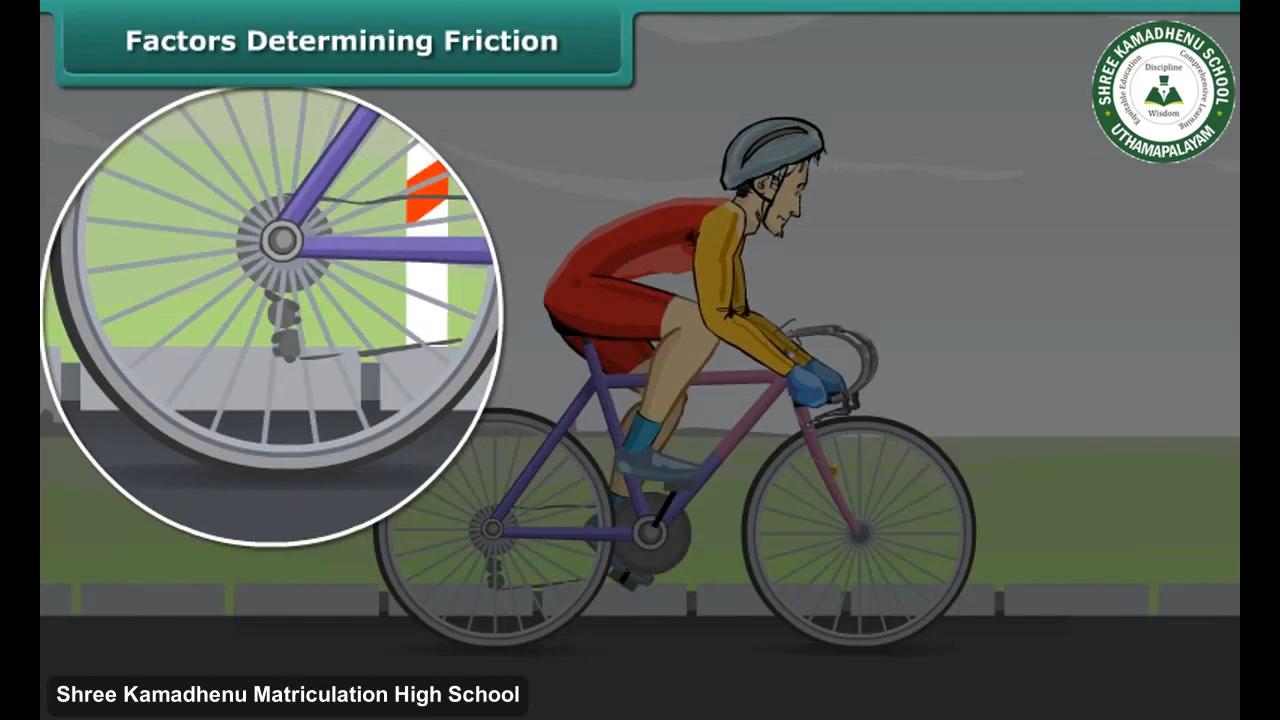 Factors Determining Friction
SHREE KAMADHENU SCHOOL
Equitable Education
Discipline
Comprehensive Learning
Wisdom
UTHAMAPALAYAM
Shree Kamadhenu Matriculation High School